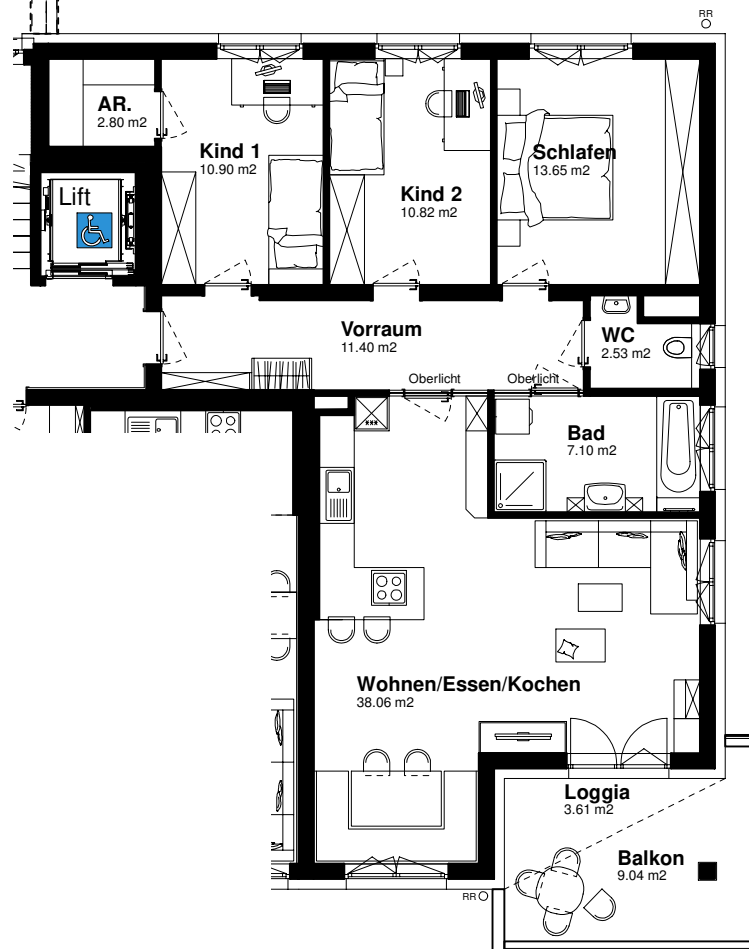 RR
AR.
2.80 m2
Kind 1
10.90 m2
Kind 2
10.82 m2
Schlafen
13.65 m2
Lift
Vorraum
11.40 m2
WC
2.53 m2
Oberlicht
Oberlicht
Bad
7.10 m2
***
Wohnen/Essen/Kochen
38.06 m2
Loggia
3.61 m2
Balkon
9.04 m2
RR